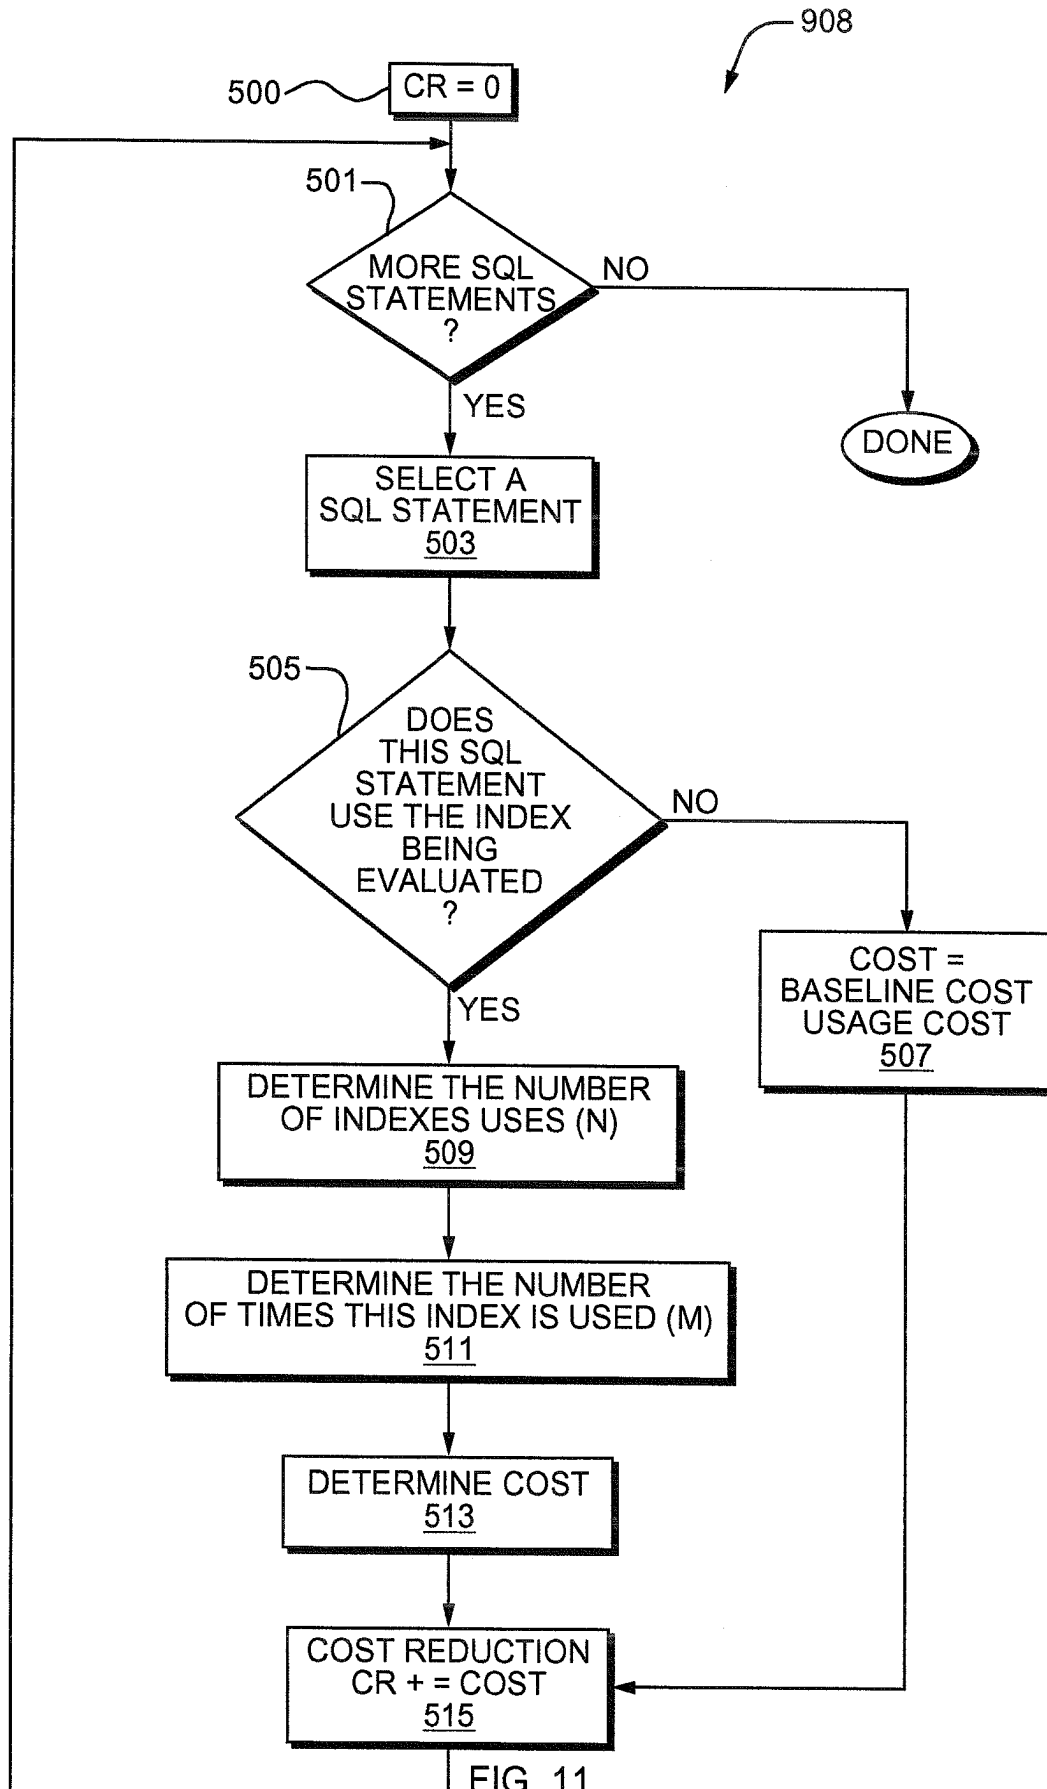 908
500
CR = 0
501
MORE SQL
STATEMENTS
?
NO
YES
DONE
SELECT A
SQL STATEMENT
503
505
DOES
THIS SQL
STATEMENT
USE THE INDEX
BEING
EVALUATED
?
NO
YES
COST =
BASELINE COST
USAGE COST
507
DETERMINE THE NUMBER
OF INDEXES USES (N)
509
DETERMINE THE NUMBER
OF TIMES THIS INDEX IS USED (M)
511
DETERMINE COST
513
COST REDUCTION
CR + = COST
515
FIG. 11